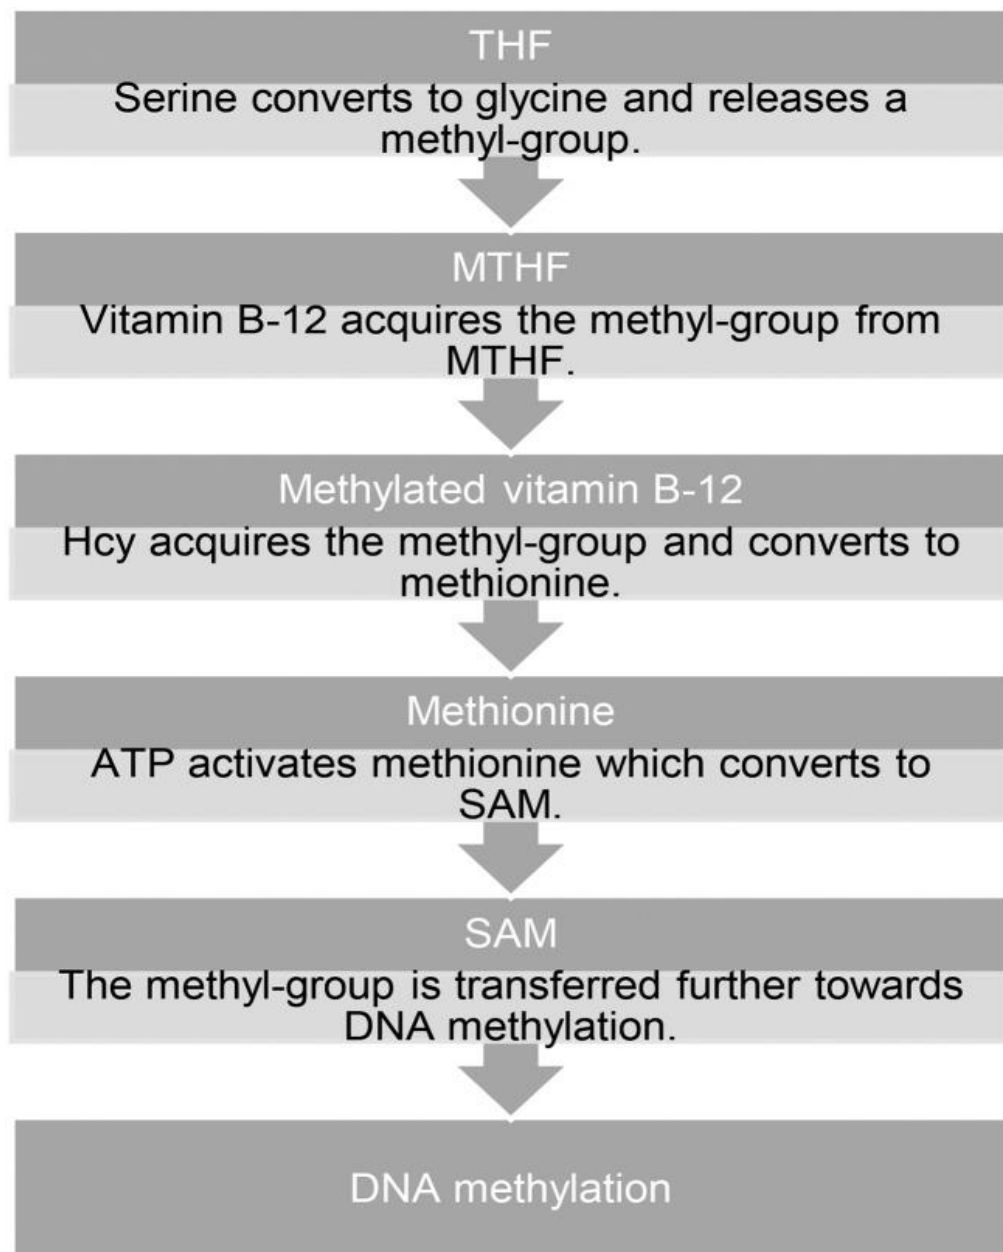 THF
Serine converts to glycine and releases a
methyl-group.
MTHF
Vitamin B-12 acquires the methyl-group from
MTHF.
Methylated vitamin B-12
Hcy acquires the methyl-group and converts to
methionine.
Methionine
ATP activates methionine which converts to
SAM.
SAM
The methyl-group is transferred further towards
DNA methylation.
DNA methylation